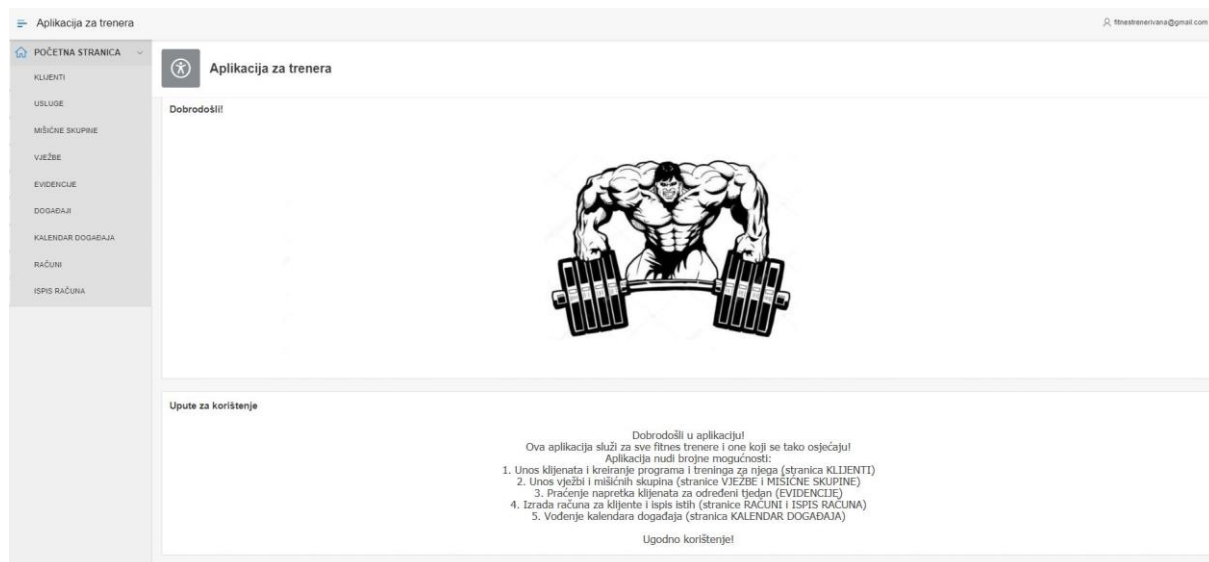 Aplikacija za trenera
fitnestrenerivana@gmail.com
POČETNA STRANICA
KLIJENTI
USLUGE
MIŠIĆNE SKUPINE
VJEŽBE
EVIDENCIJE
DOGAĐAJI
KALENDAR DOGAĐAJA
RAČUNI
ISPIS RAČUNA
Aplikacija za trenera
Dobrodošli!
Upute za korištenje
Dobrodošli u aplikaciju!
Ova aplikacija služi za sve fitnes trenere i one koji se tako osjećaju!
Aplikacija nudi brojne mogućnosti:
1. Unos klijenata i kreiranje programa i treninga za njega (stranica KLIJENTI)
2. Unos vježbi i mišićnih skupina (stranice VJEŽBE i MIŠIĆNE SKUPINE)
3. Praćenje napretka klijenata za određeni tjedan (EVIDENCIJE)
4. Izrada računa za klijente i ispis istih (stranice RAČUNI i ISPIS RAČUNA)
5. Vođenje kalendara događaja (stranica KALENDAR DOGAĐAJA)
Ugodno korištenje!